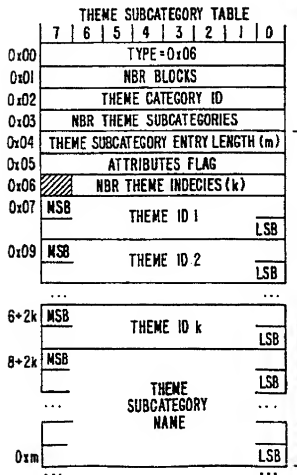 THEME SUBCATEGORY TABLE
7 6 5 4 3 2 1 0
0x00 TYPE=0x06
0x01 NBR BLOCKS
0x02 THEME CATEGORY ID
0x03 NBR THEME SUBCATEGORIES
0x04 THEME SUBCATEGORY ENTRY LENGTH (m)
0x05 ATTRIBUTES FLAG
0x06 NBR THEME INDECIES (k)
0x07 MSB THEME ID 1 LSB
0x09 MSB THEME ID 2 LSB
... ...
6+2k MSB THEME ID k LSB
8+2k MSB LSB
... THEME SUBCATEGORY NAME ...
0xm LSB
... ...